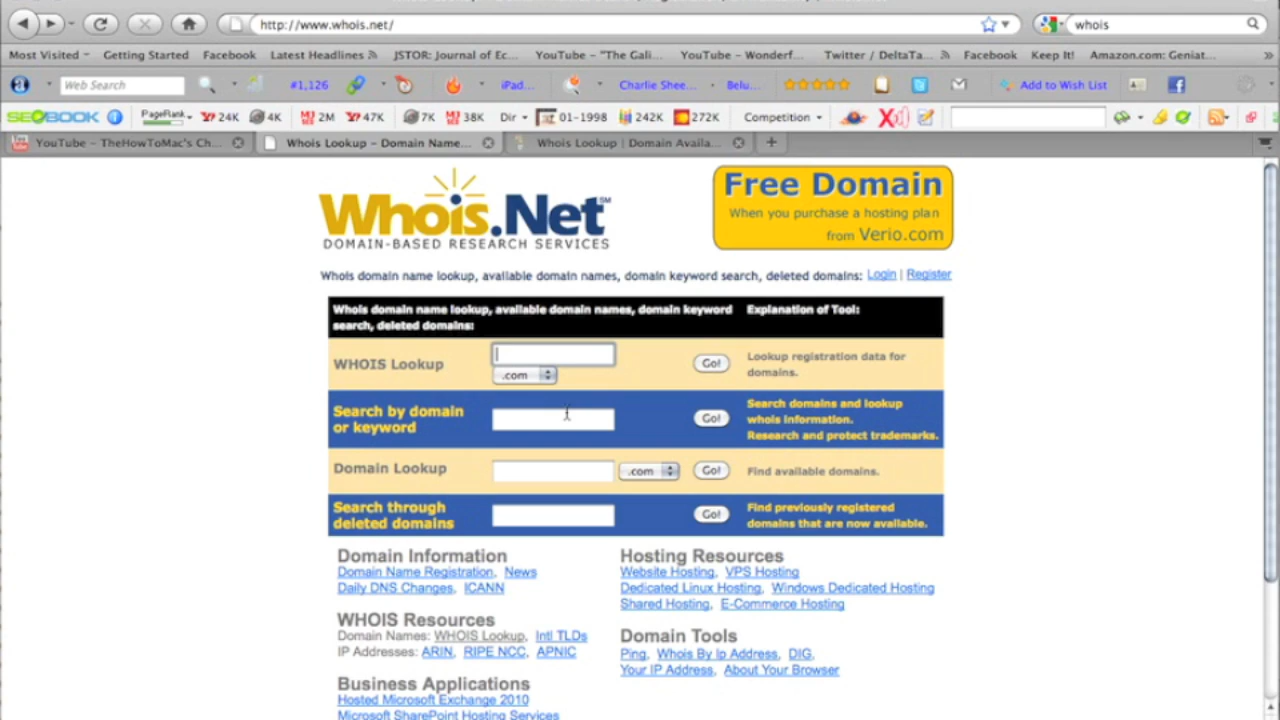 http://www.whois.net/
whois
Most Visited
Getting Started
Facebook
Latest Headlines
JSTOR: Journal of Ec...
YouTube - "The Gali...
YouTube - Wonderf...
Twitter / DeltaTa...
Facebook
Keep It!
Amazon.com: Geniat...
Web Search
#1,126
iPad...
Charlie Shee...
Belu...
Add to Wish List
SEOBOOK
PageRank
24K
4K
2M
47K
7K
38K
Dir
01-1998
242K
272K
Competition
YouTube - TheHowToMac's Ch...
Whois Lookup - Domain Name...
Whois Lookup | Domain Availa...
Whois.Net SM
DOMAIN-BASED RESEARCH SERVICES
Free Domain
When you purchase a hosting plan
from Verio.com
Whois domain name lookup, available domain names, domain keyword search, deleted domains: Login | Register
Whois domain name lookup, available domain names, domain keyword
search, deleted domains:
Explanation of Tool:
WHOIS Lookup
.com
Go!
Lookup registration data for
domains.
Search by domain
or keyword
Go!
Search domains and lookup
whois information.
Research and protect trademarks.
Domain Lookup
.com
Go!
Find available domains.
Search through
deleted domains
Go!
Find previously registered
domains that are now available.
Domain Information
Domain Name Registration, News
Daily DNS Changes, ICANN
WHOIS Resources
Domain Names: WHOIS Lookup, Intl TLDs
IP Addresses: ARIN, RIPE NCC, APNIC
Business Applications
Hosted Microsoft Exchange 2010
Microsoft SharePoint Hosting Services
Hosting Resources
Website Hosting, VPS Hosting
Dedicated Linux Hosting, Windows Dedicated Hosting
Shared Hosting, E-Commerce Hosting
Domain Tools
Ping, Whois By Ip Address, DIG,
Your IP Address, About Your Browser